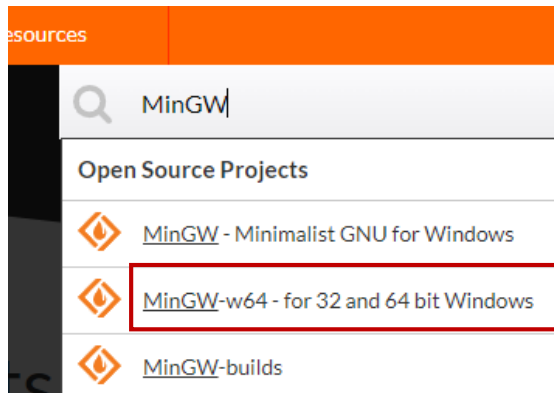 MinGW
Open Source Projects
MinGW - Minimalist GNU for Windows
MinGW-w64 - for 32 and 64 bit Windows
MinGW-builds